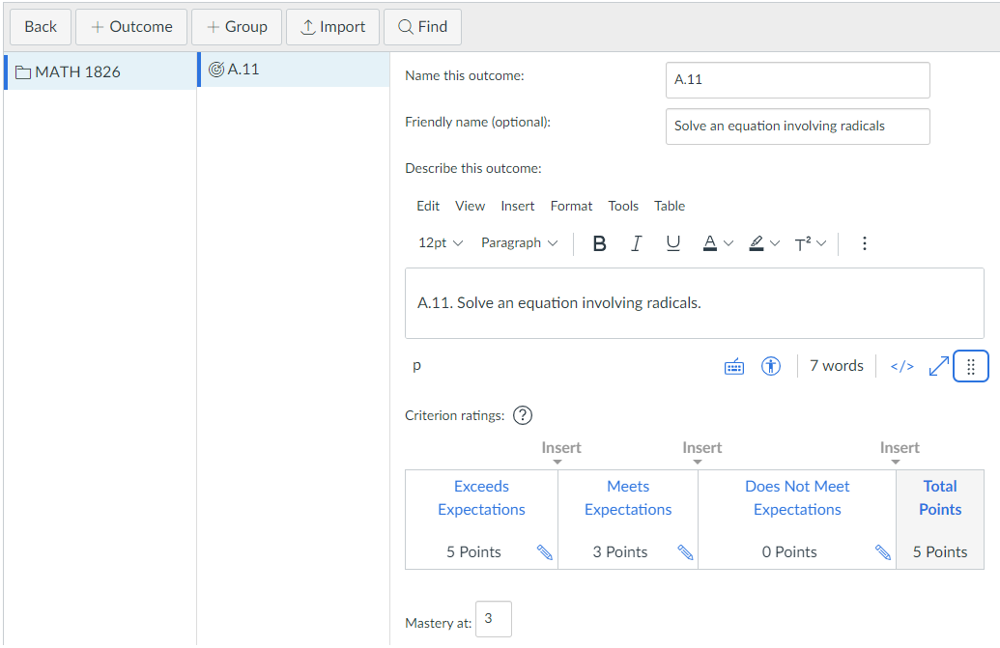 Back + Outcome + Group Import Find
MATH 1826
A.11
Name this outcome:
A.11
Friendly name (optional):
Solve an equation involving radicals
Describe this outcome:
Edit View Insert Format Tools Table
12pt Paragraph B I U A T²
A.11. Solve an equation involving radicals.
p
7 words </>
Criterion ratings: ?
Insert Insert Insert
Exceeds Expectations
5 Points
Meets Expectations
3 Points
Does Not Meet Expectations
0 Points
Total Points
5 Points
Mastery at: 3